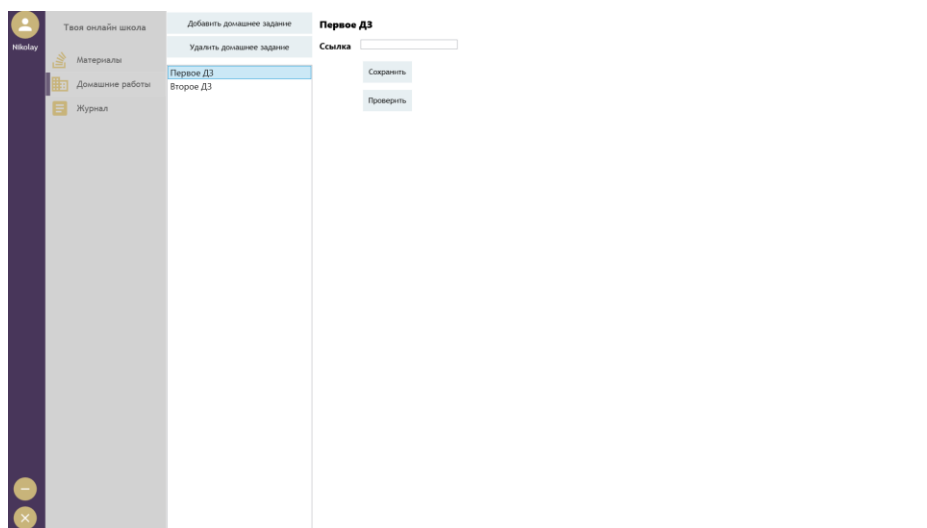 Nikolay
Твоя онлайн школа
Материалы
Домашние работы
Журнал
Добавить домашнее задание
Удалить домашнее задание
Первое ДЗ
Второе ДЗ
Первое ДЗ
Ссылка
Сохранить
Проверить